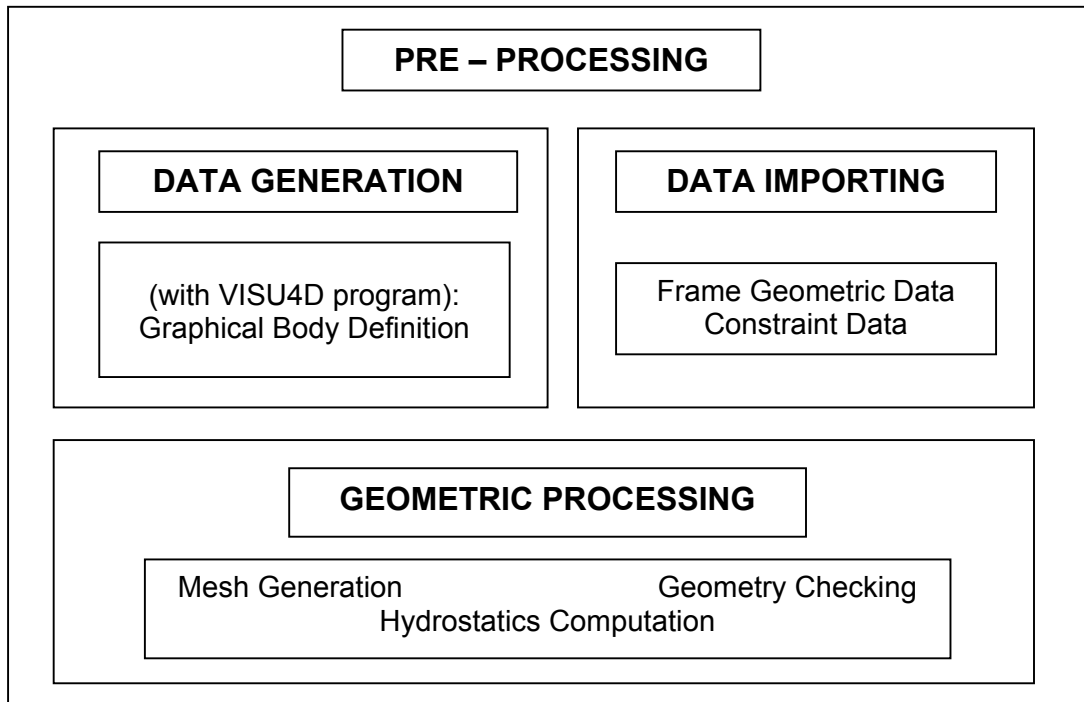 PRE – PROCESSING
DATA GENERATION
(with VISU4D program):
Graphical Body Definition
DATA IMPORTING
Frame Geometric Data
Constraint Data
GEOMETRIC PROCESSING
Mesh Generation Geometry Checking
Hydrostatics Computation